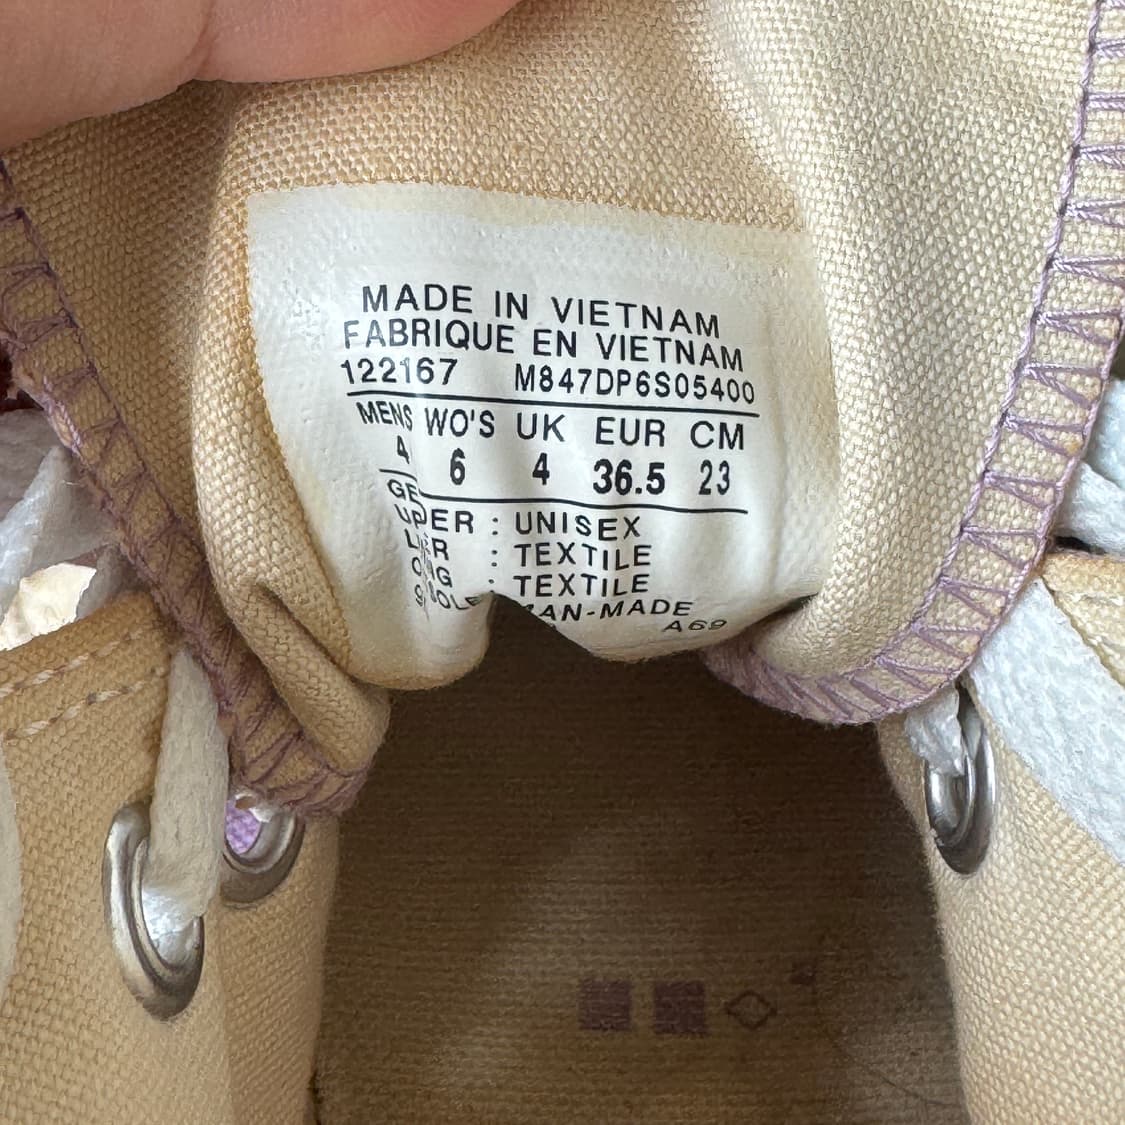 MADE IN VIETNAM
FABRIQUE EN VIETNAM
122167 M847DP6S05400
MENS WO'S UK EUR CM
4 6 4 36.5 23
: UNISEX
: TEXTILE
: TEXTILE
A69